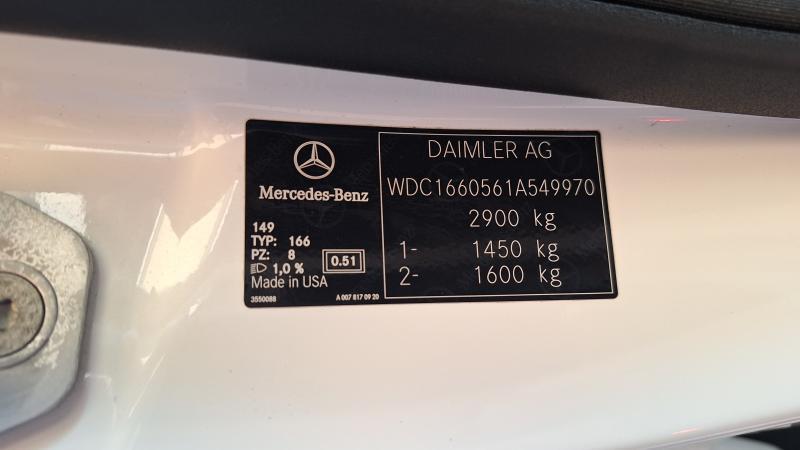 Mercedes-Benz
149
TYP: 166
PZ: 8
1,0 %
0.51
Made in USA
3550088
A 007 817 09 20
DAIMLER AG
WDC1660561A549970
2900 kg
1- 1450 kg
2- 1600 kg